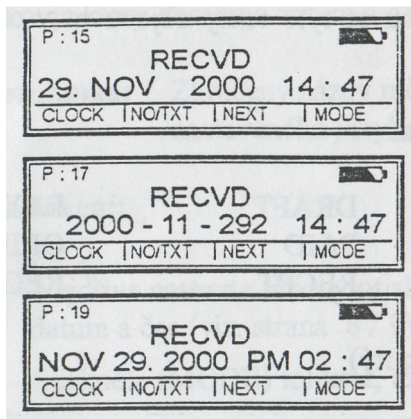 P : 15
RECVD
29. NOV 2000 14 : 47
CLOCK NO/TXT NEXT MODE
P : 17
RECVD
2000 - 11 - 292 14 : 47
CLOCK NO/TXT NEXT MODE
P : 19
RECVD
NOV 29. 2000 PM 02 : 47
CLOCK NO/TXT NEXT MODE